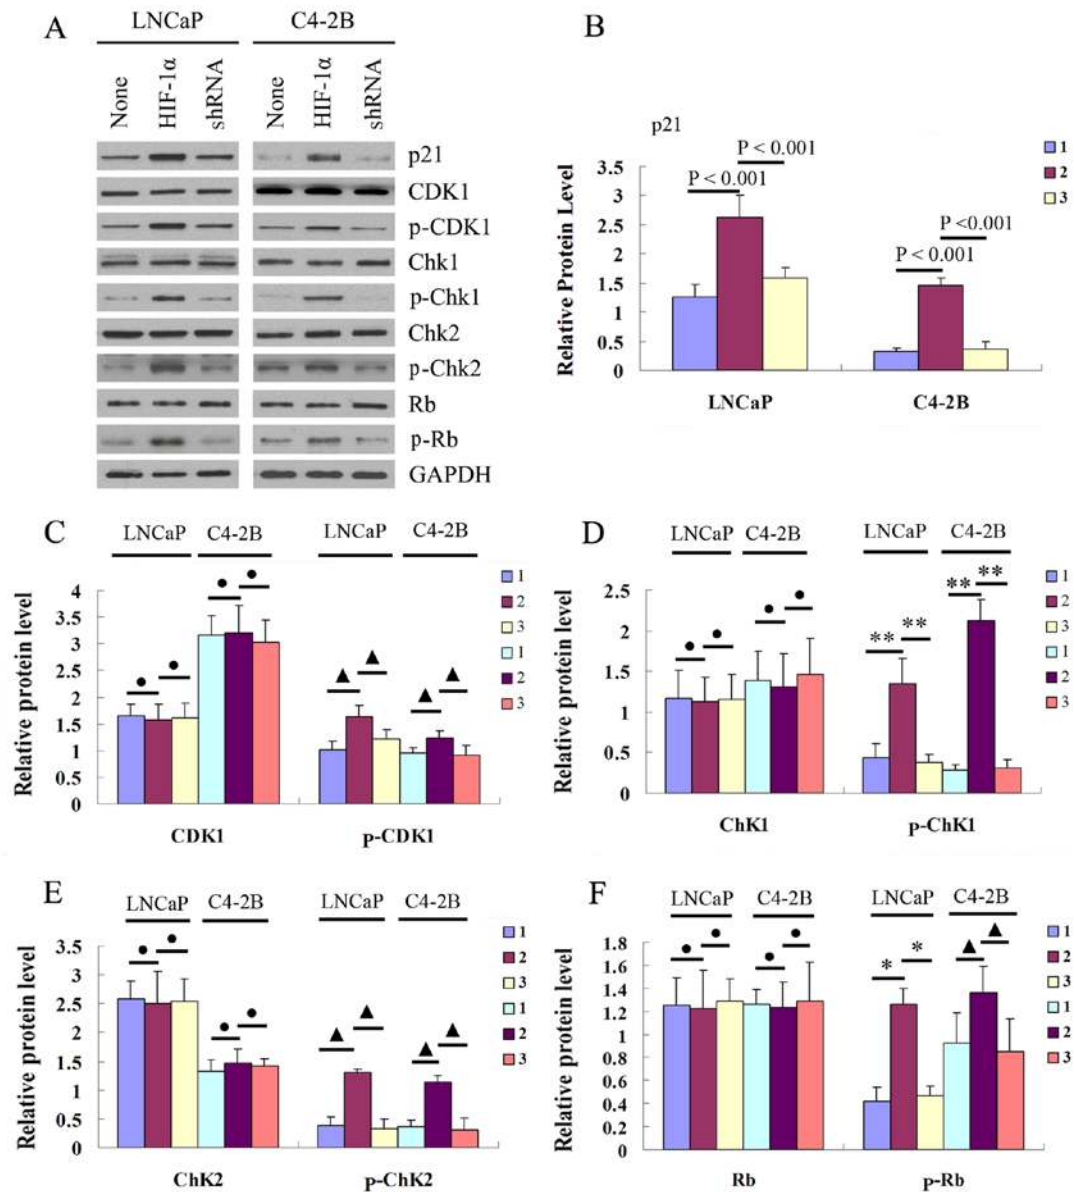 A
LNCaP C4-2B
None HIF-1α shRNA None HIF-1α shRNA
p21
CDK1
p-CDK1
Chk1
p-Chk1
Chk2
p-Chk2
Rb
p-Rb
GAPDH
B
p21
P < 0.001
P < 0.001
P <0.001
P < 0.001
1
2
3
Relative Protein Level
3.5
3
2.5
2
1.5
1
0.5
0
LNCaP C4-2B
C
LNCaP C4-2B LNCaP C4-2B
Relative protein level
4
3.5
3
2.5
2
1.5
1
0.5
0
● ● ● ● ▲ ▲ ▲ ▲
1
2
3
1
2
3
CDK1 p-CDK1
D
LNCaP C4-2B LNCaP C4-2B
Relative protein level
2.5
2
1.5
1
0.5
0
● ● ● ● ** ** ** **
1
2
3
1
2
3
ChK1 p-ChK1
E
LNCaP C4-2B LNCaP C4-2B
Relative protein level
3.5
3
2.5
2
1.5
1
0.5
0
● ● ● ● ▲ ▲ ▲ ▲
1
2
3
1
2
3
ChK2 p-ChK2
F
LNCaP C4-2B LNCaP C4-2B
Relative protein level
1.8
1.6
1.4
1.2
1
0.8
0.6
0.4
0.2
0
● ● ● ● * * ▲ ▲
1
2
3
1
2
3
Rb p-Rb